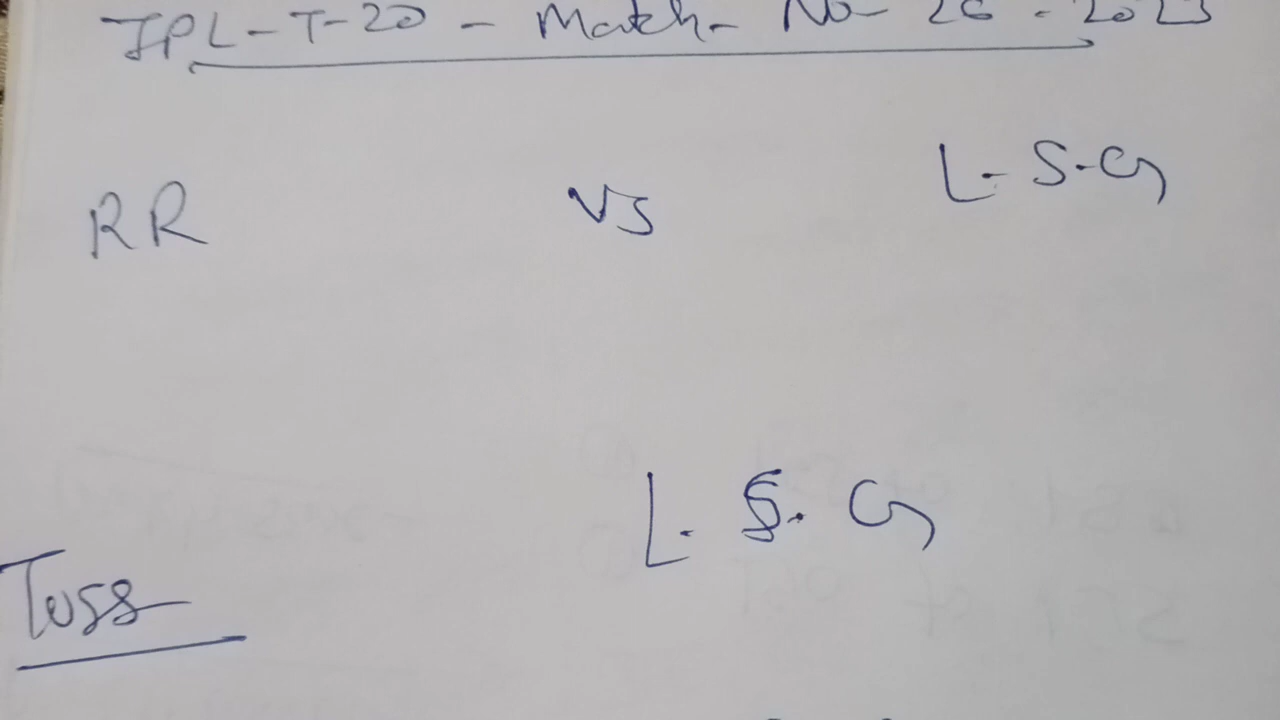 IPL-T-20 - Match- No- 26 - 2023
RR vs L.S.G
L.S.G
Toss